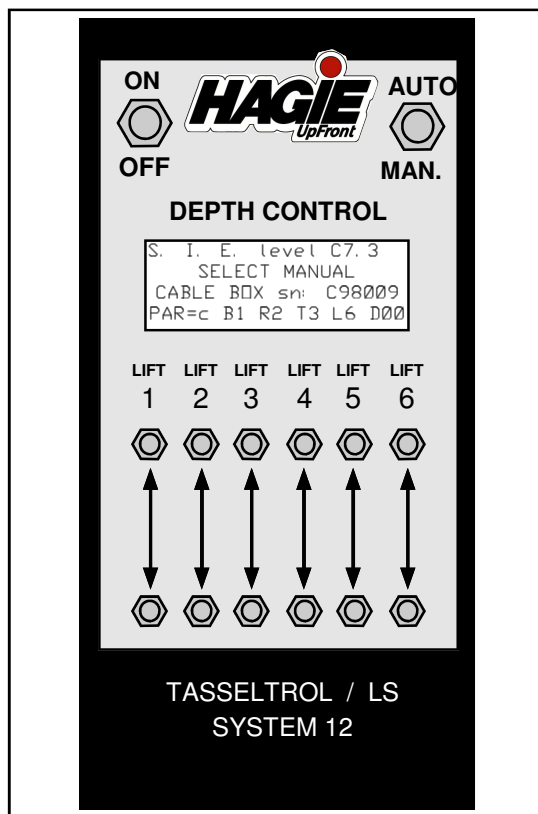 ON
HAGIE
UpFront
AUTO
OFF
MAN.
DEPTH CONTROL
S. I. E. level C7.3
SELECT MANUAL
CABLE BOX sn: C98009
PAR=c B1 R2 T3 L6 D00
LIFT LIFT LIFT LIFT LIFT LIFT
1 2 3 4 5 6
TASSELTROL / LS
SYSTEM 12